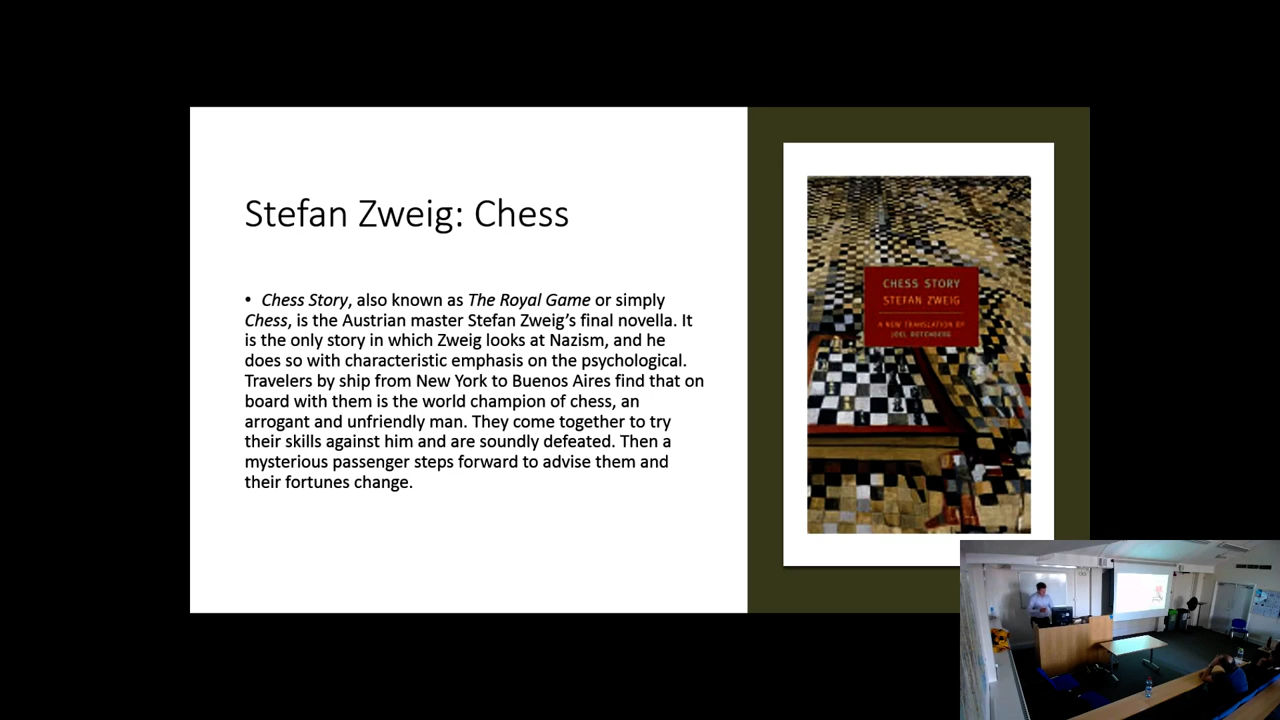 Stefan Zweig: Chess
• Chess Story, also known as The Royal Game or simply
Chess, is the Austrian master Stefan Zweig’s final novella. It
is the only story in which Zweig looks at Nazism, and he
does so with characteristic emphasis on the psychological.
Travelers by ship from New York to Buenos Aires find that on
board with them is the world champion of chess, an
arrogant and unfriendly man. They come together to try
their skills against him and are soundly defeated. Then a
mysterious passenger steps forward to advise them and
their fortunes change.
CHESS STORY
STEFAN ZWEIG
A NEW TRANSLATION BY
JOEL ROTENBERG